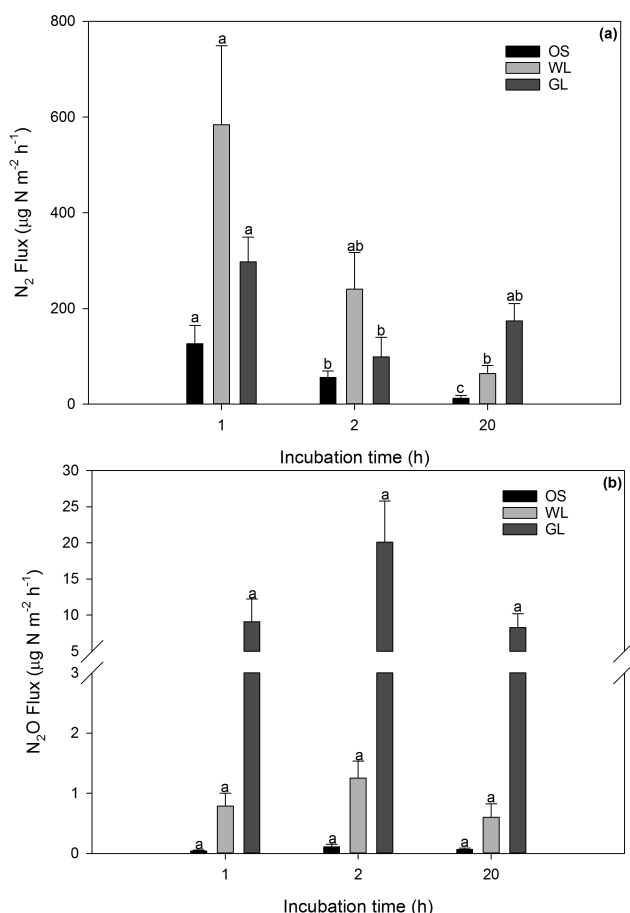 (a)
OS
WL
GL
800
600
400
200
0
N₂ Flux (µg N m⁻² h⁻¹)
a
a
a
b
ab
b
c
b
ab
1 2 20
Incubation time (h)
(b)
OS
WL
GL
30
25
20
15
10
5
3
2
1
0
N₂O Flux (µg N m⁻² h⁻¹)
a
a
a
a
a
a
a
a
a
1 2 20
Incubation time (h)